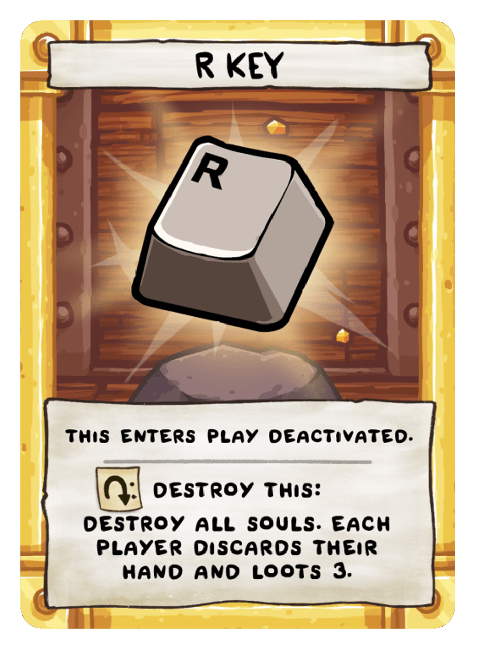 R KEY
R
THIS ENTERS PLAY DEACTIVATED.
DESTROY THIS:
DESTROY ALL SOULS. EACH
PLAYER DISCARDS THEIR
HAND AND LOOTS 3.